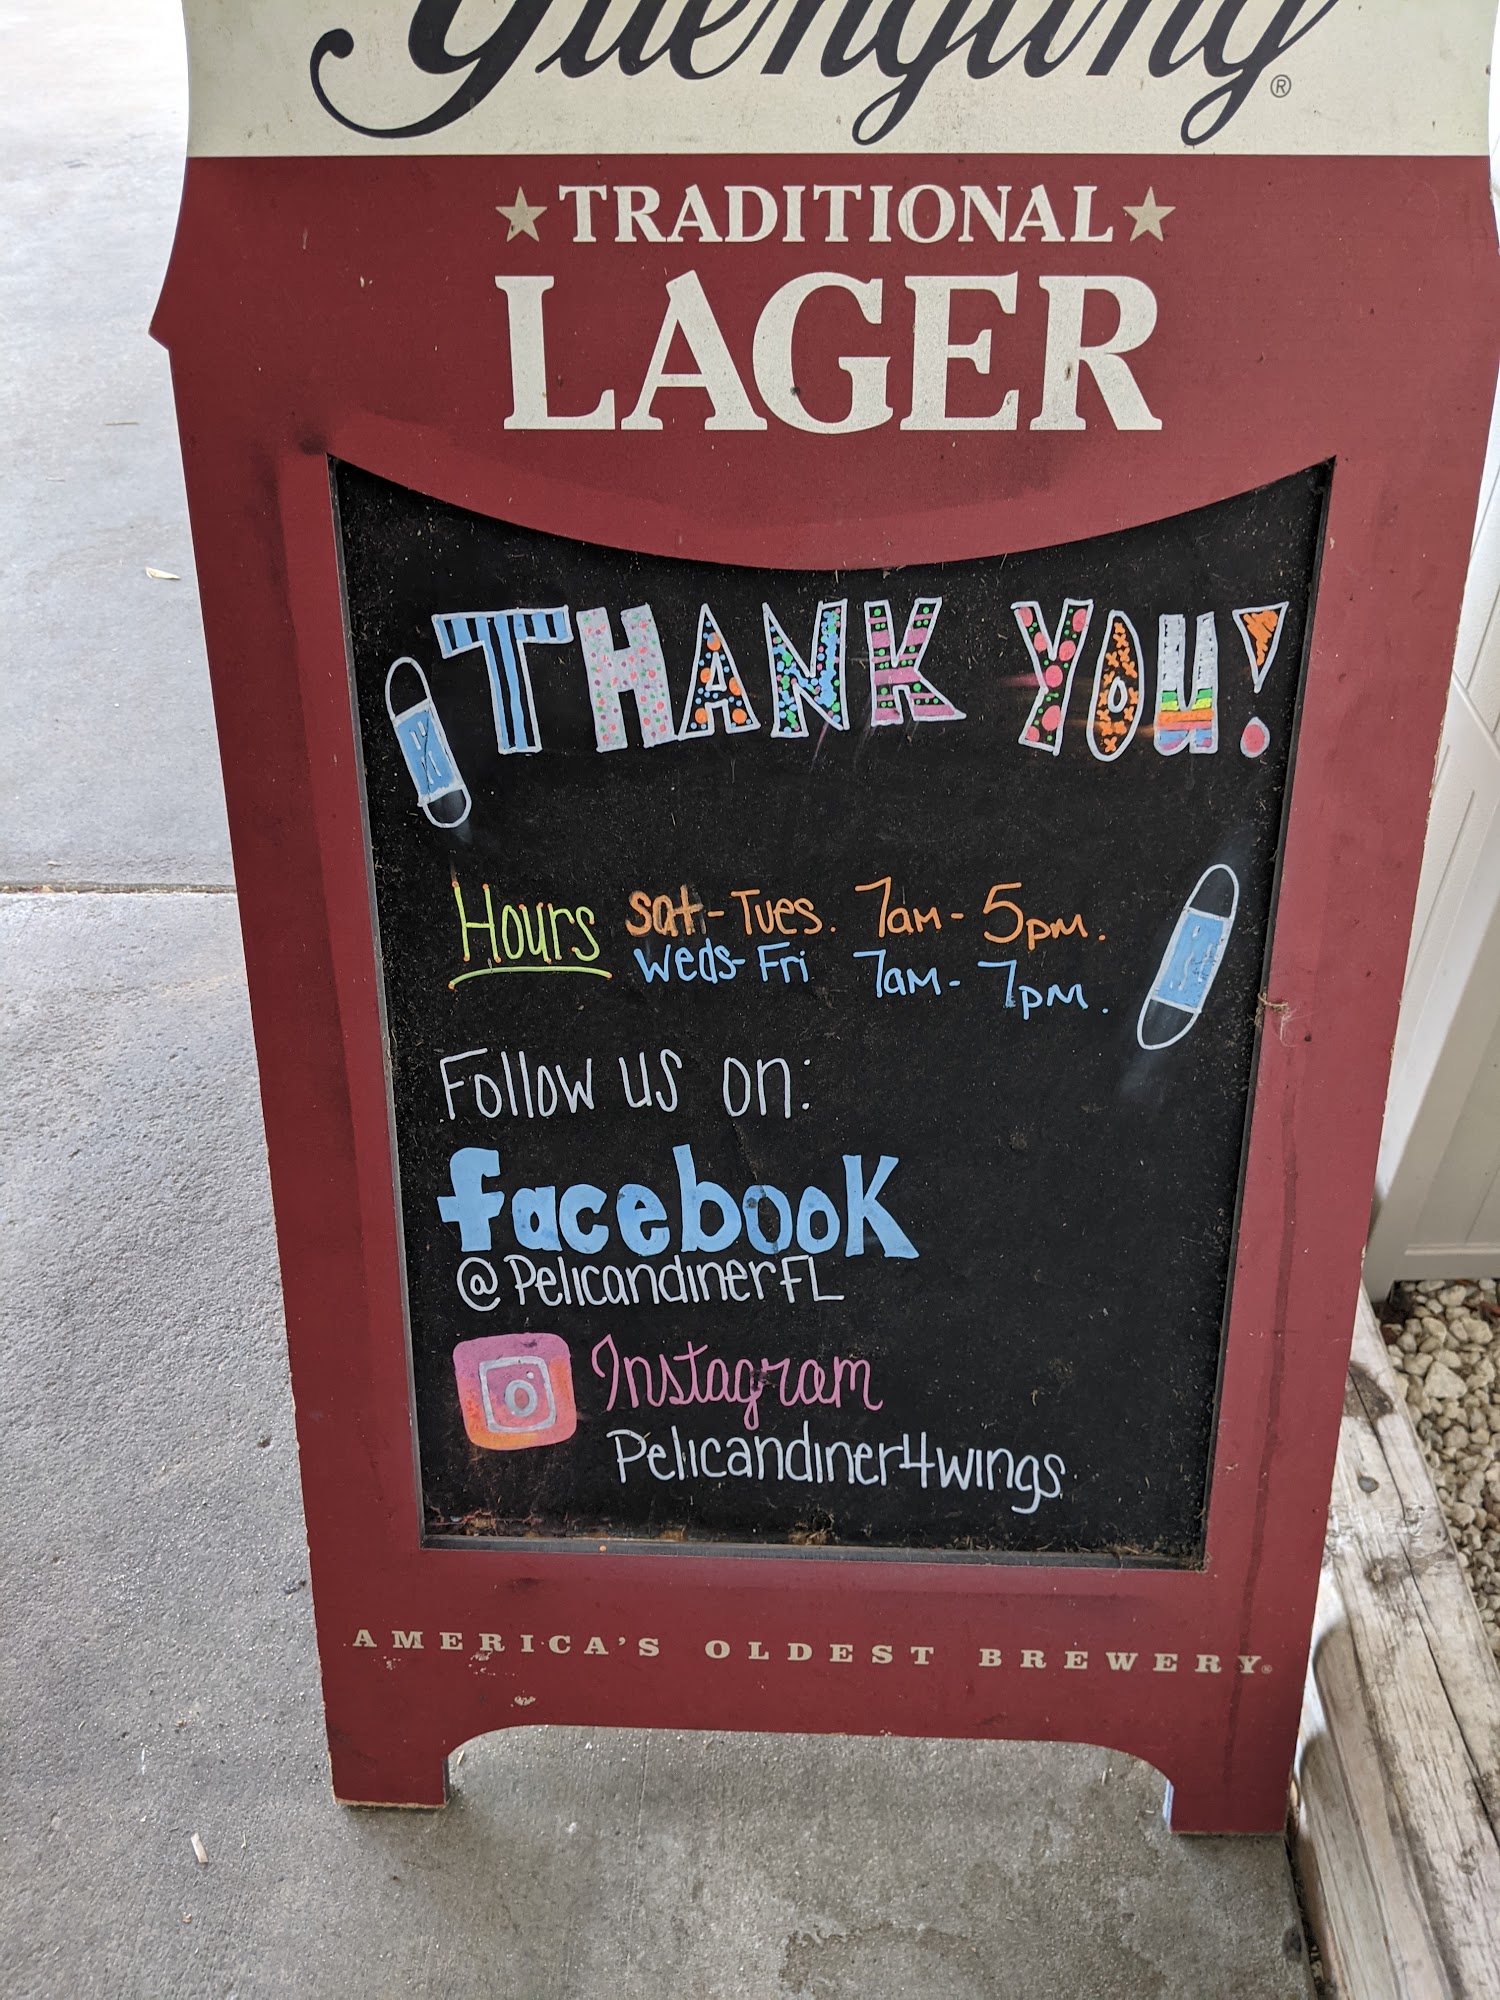 Yuengling®
★TRADITIONAL★
LAGER
THANK YOU!
Hours Sat-Tues. 7am-5pm.
Weds-Fri 7am-7pm.
Follow us on:
facebook
@PelicandinerFL
Instagram
Pelicandiner4wings
AMERICA'S OLDEST BREWERY®